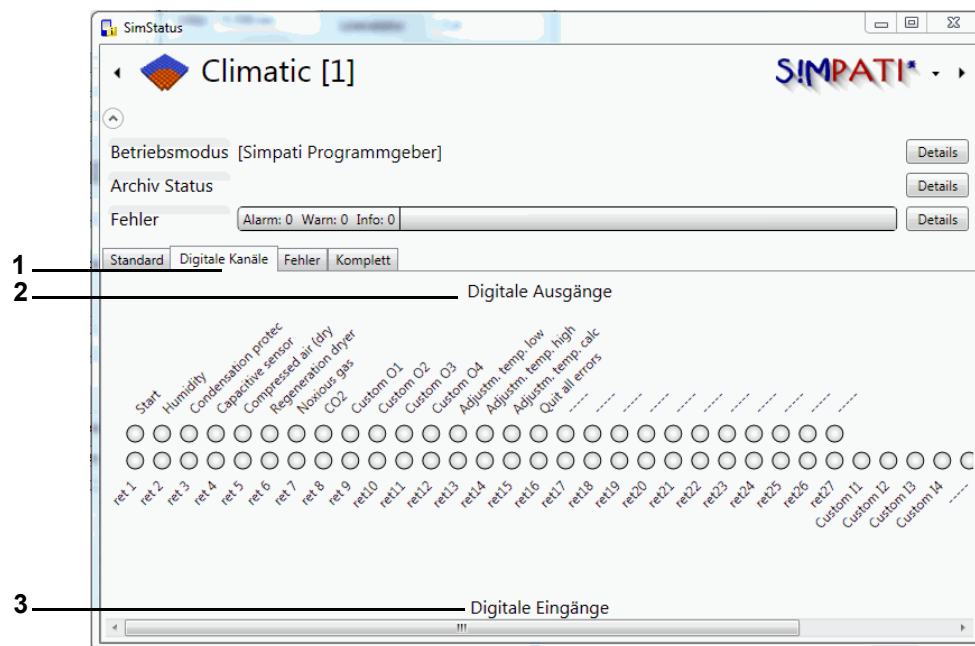 SimStatus
Climatic [1]
S!MPATI*
Betriebsmodus [Simpati Programmgeber]
Details
Archiv Status
Details
Fehler
Alarm: 0 Warn: 0 Info: 0
Details
Standard
Digitale Kanäle
Fehler
Komplett
1
2
Digitale Ausgänge
Start
Humidity
Condensation protec
Capacitive sensor
Compressed air (dry
Regeneration dryer
Noxious gas
CO2
Custom O1
Custom O2
Custom O3
Custom O4
Adjustm. temp. low
Adjustm. temp. high
Adjustm. temp. calc
Quit all errors
-----
-----
-----
-----
-----
-----
-----
-----
-----
-----
-----
ret 1
ret 2
ret 3
ret 4
ret 5
ret 6
ret 7
ret 8
ret 9
ret10
ret11
ret12
ret13
ret14
ret15
ret16
ret17
ret18
ret19
ret20
ret21
ret22
ret23
ret24
ret25
ret26
ret27
Custom I1
Custom I2
Custom I3
Custom I4
-----
3
Digitale Eingänge